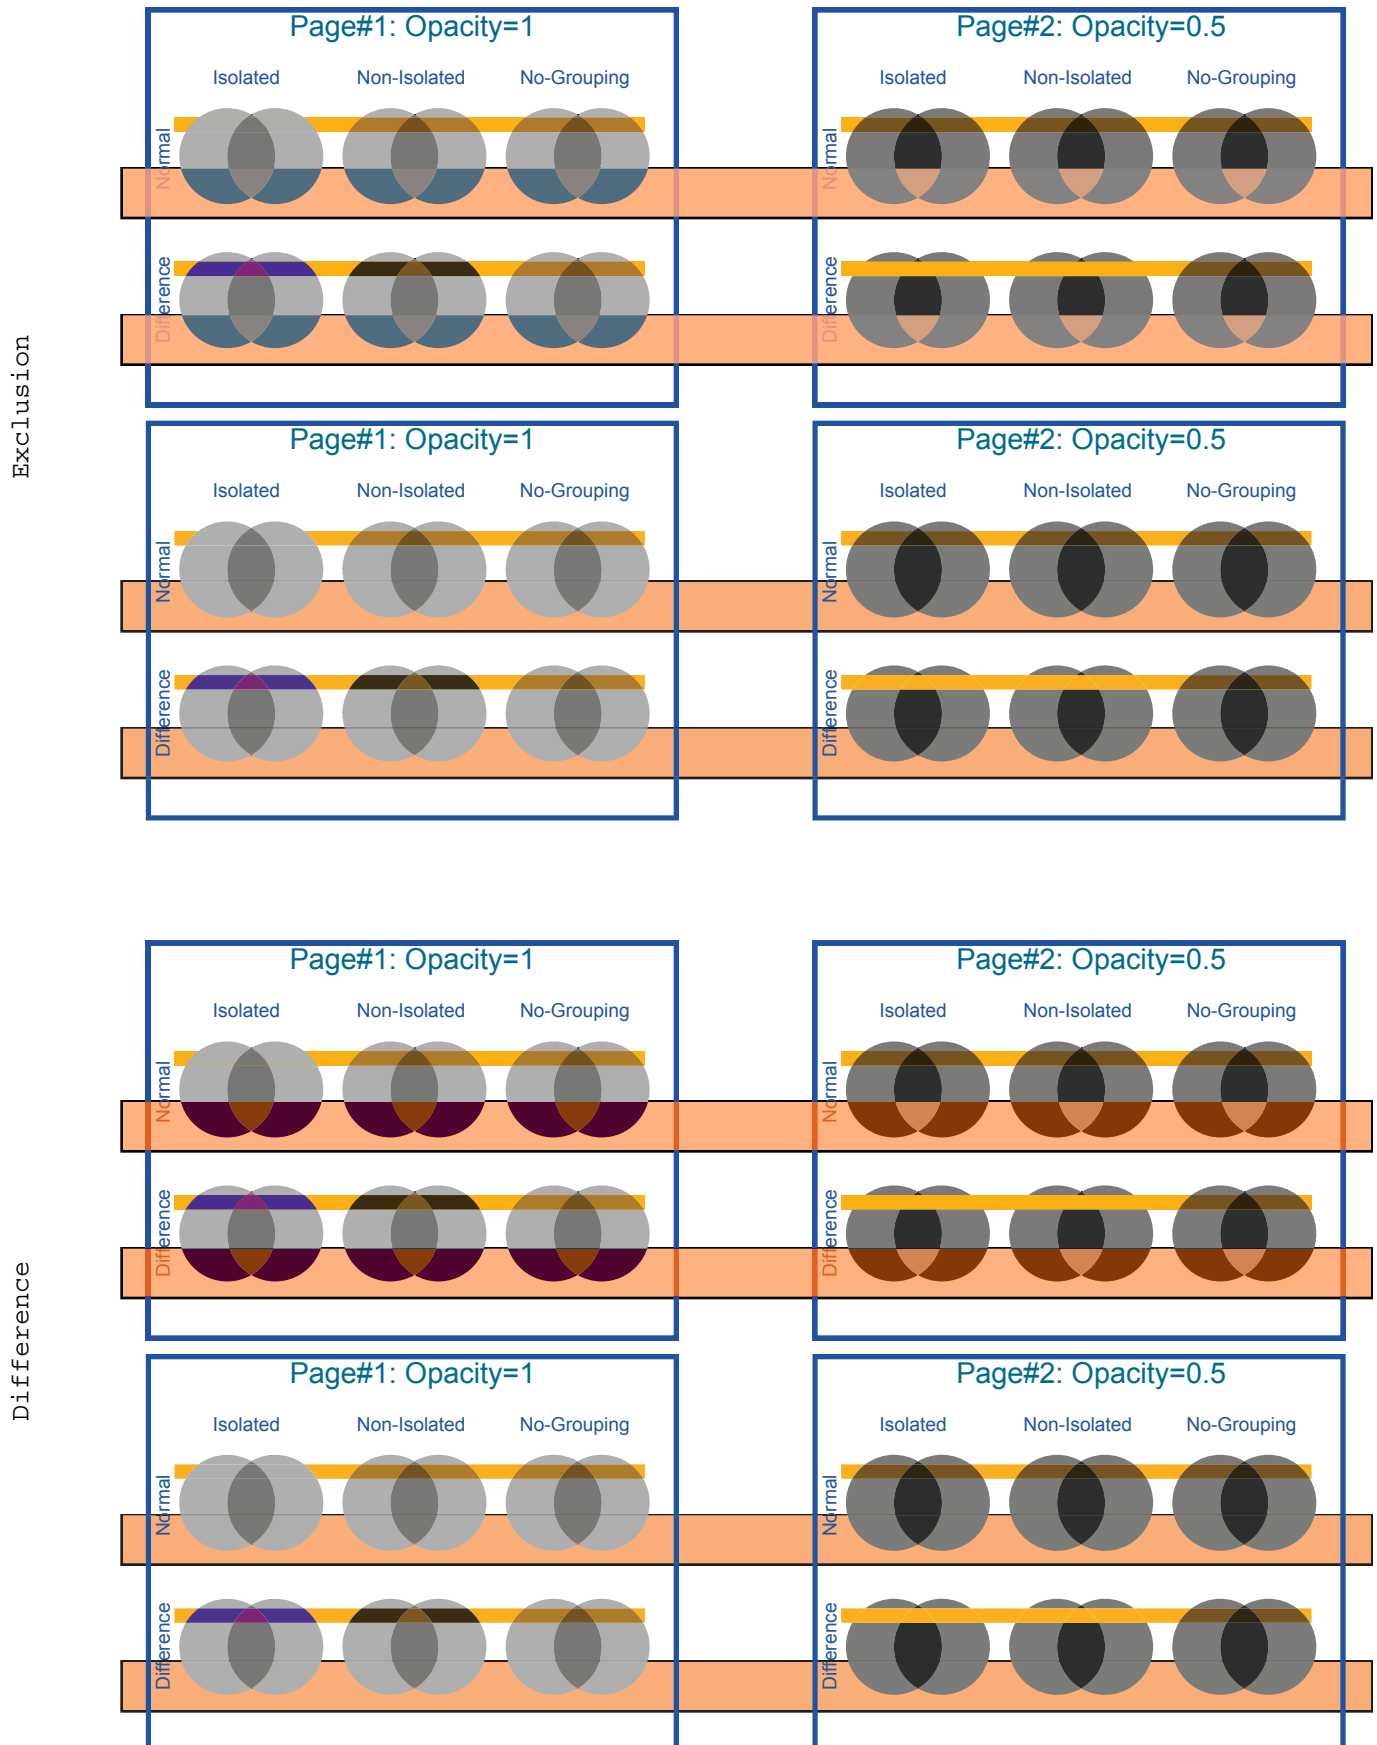 Exclusion
Page#1: Opacity=1
Isolated Non-Isolated No-Grouping
Normal
Difference
Page#2: Opacity=0.5
Isolated Non-Isolated No-Grouping
Normal
Difference
Page#1: Opacity=1
Isolated Non-Isolated No-Grouping
Normal
Difference
Page#2: Opacity=0.5
Isolated Non-Isolated No-Grouping
Normal
Difference
Difference
Page#1: Opacity=1
Isolated Non-Isolated No-Grouping
Normal
Difference
Page#2: Opacity=0.5
Isolated Non-Isolated No-Grouping
Normal
Difference
Page#1: Opacity=1
Isolated Non-Isolated No-Grouping
Normal
Difference
Page#2: Opacity=0.5
Isolated Non-Isolated No-Grouping
Normal
Difference